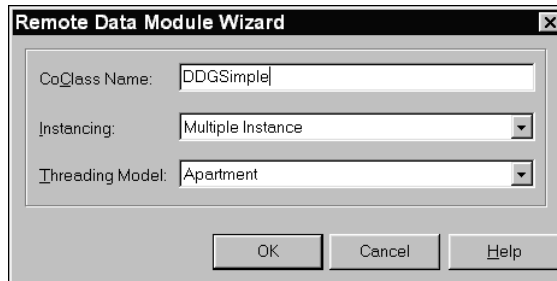 Remote Data Module Wizard
CoClass Name: DDGSimple
Instancing: Multiple Instance
Threading Model: Apartment
OK Cancel Help